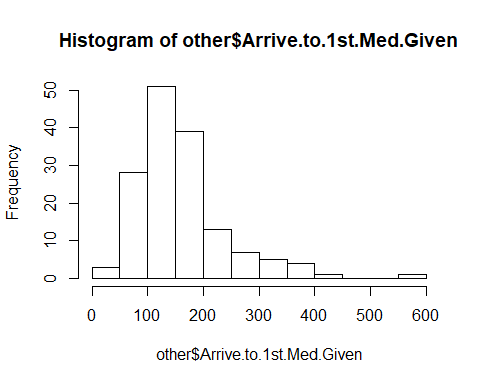 Histogram of other$Arrive.to.1st.Med.Given
Frequency
50
40
30
20
10
0
0 100 200 300 400 500 600
other$Arrive.to.1st.Med.Given